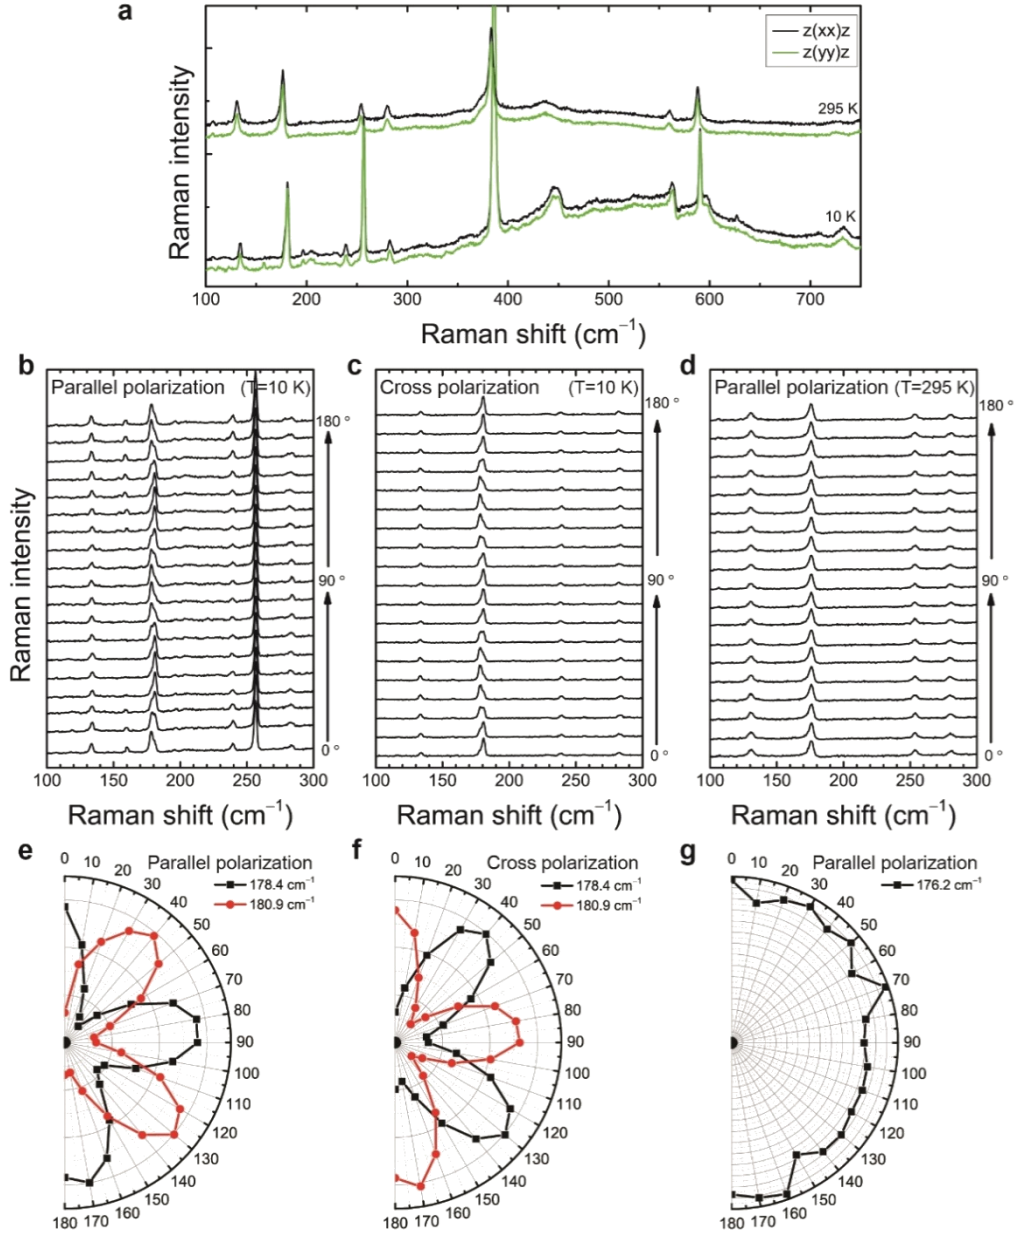 a
z(xx)z
z(yy)z
295 K
10 K
Raman intensity
100 200 300 400 500 600 700
Raman shift (cm−1)
b
Parallel polarization (T=10 K)
180 °
90 °
0 °
100 150 200 250 300
Raman shift (cm−1)
Raman intensity
c
Cross polarization (T=10 K)
180 °
90 °
0 °
100 150 200 250 300
Raman shift (cm−1)
d
Parallel polarization (T=295 K)
180 °
90 °
0 °
100 150 200 250 300
Raman shift (cm−1)
e
Parallel polarization
178.4 cm−1
180.9 cm−1
0 10 20 30 40 50 60 70 80 90 100 110 120 130 140 150 160 170 180
f
Cross polarization
178.4 cm−1
180.9 cm−1
0 10 20 30 40 50 60 70 80 90 100 110 120 130 140 150 160 170 180
g
Parallel polarization
176.2 cm−1
0 10 20 30 40 50 60 70 80 90 100 110 120 130 140 150 160 170 180